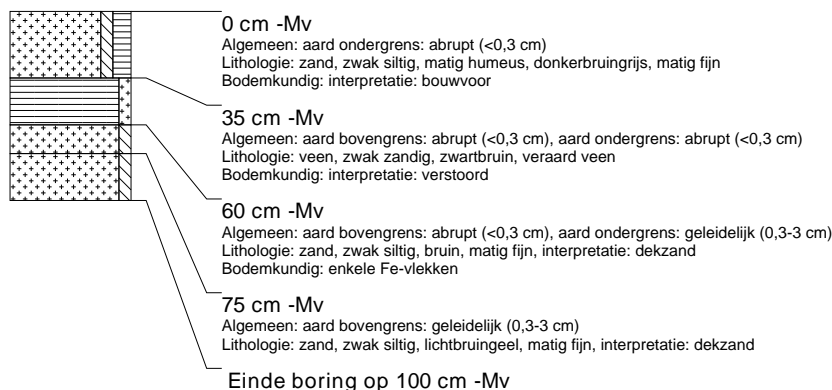 0 cm -Mv
Algemeen: aard ondergrens: abrupt (<0,3 cm)
Lithologie: zand, zwak siltig, matig humeus, donkerbruingrijs, matig fijn
Bodemkundig: interpretatie: bouwvoor
35 cm -Mv
Algemeen: aard bovengrens: abrupt (<0,3 cm), aard ondergrens: abrupt (<0,3 cm)
Lithologie: veen, zwak zandig, zwartbruin, veraard veen
Bodemkundig: interpretatie: verstoord
60 cm -Mv
Algemeen: aard bovengrens: abrupt (<0,3 cm), aard ondergrens: geleidelijk (0,3-3 cm)
Lithologie: zand, zwak siltig, bruin, matig fijn, interpretatie: dekzand
Bodemkundig: enkele Fe-vlekken
75 cm -Mv
Algemeen: aard bovengrens: geleidelijk (0,3-3 cm)
Lithologie: zand, zwak siltig, lichtbruingeel, matig fijn, interpretatie: dekzand
Einde boring op 100 cm -Mv